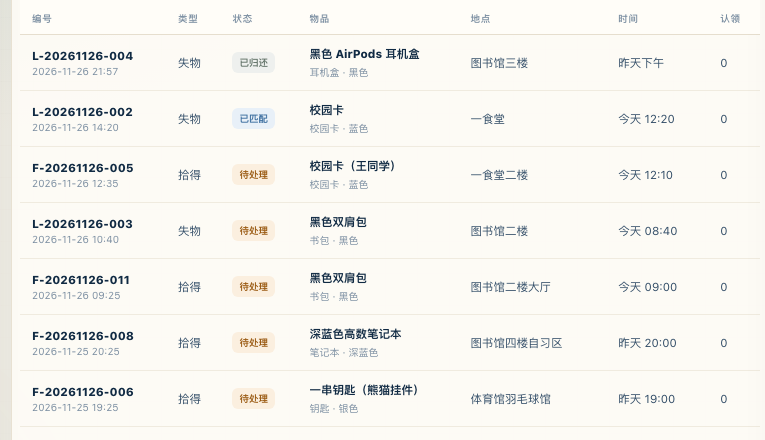 编号 类型 状态 物品 地点 时间 认领
L-20261126-004 失物 已归还 黑色 AirPods 耳机盒 图书馆三楼 昨天下午 0
2026-11-26 21:57 耳机盒 · 黑色
L-20261126-002 失物 已匹配 校园卡 一食堂 今天 12:20 0
2026-11-26 14:20 校园卡 · 蓝色
F-20261126-005 拾得 待处理 校园卡（王同学） 一食堂二楼 今天 12:10 0
2026-11-26 12:35 校园卡 · 蓝色
L-20261126-003 失物 待处理 黑色双肩包 图书馆二楼 今天 08:40 0
2026-11-26 10:40 书包 · 黑色
F-20261126-011 拾得 待处理 黑色双肩包 图书馆二楼大厅 今天 09:00 0
2026-11-26 09:25 书包 · 黑色
F-20261126-008 拾得 待处理 深蓝色高数笔记本 图书馆四楼自习区 昨天 20:00 0
2026-11-25 20:25 笔记本 · 深蓝色
F-20261126-006 拾得 待处理 一串钥匙（熊猫挂件） 体育馆羽毛球馆 昨天 19:00 0
2026-11-25 19:25 钥匙 · 银色